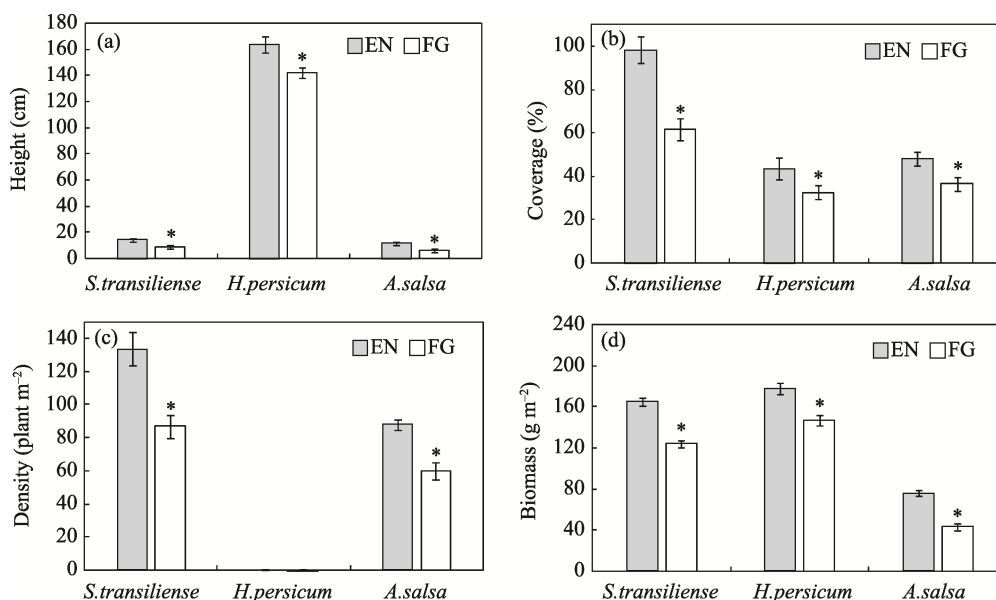 (a)
EN FG
Height (cm)
180
160
140
120
100
80
60
40
20
0
*
*
*
S.transiliense H.persicum A.salsa
(b)
EN FG
Coverage (%)
100
80
60
40
20
0
*
*
*
S.transiliense H.persicum A.salsa
(c)
EN FG
Density (plant m⁻²)
140
120
100
80
60
40
20
0
*
*
S.transiliense H.persicum A.salsa
(d)
EN FG
Biomass (g m⁻²)
240
200
160
120
80
40
0
*
*
*
S.transiliense H.persicum A.salsa